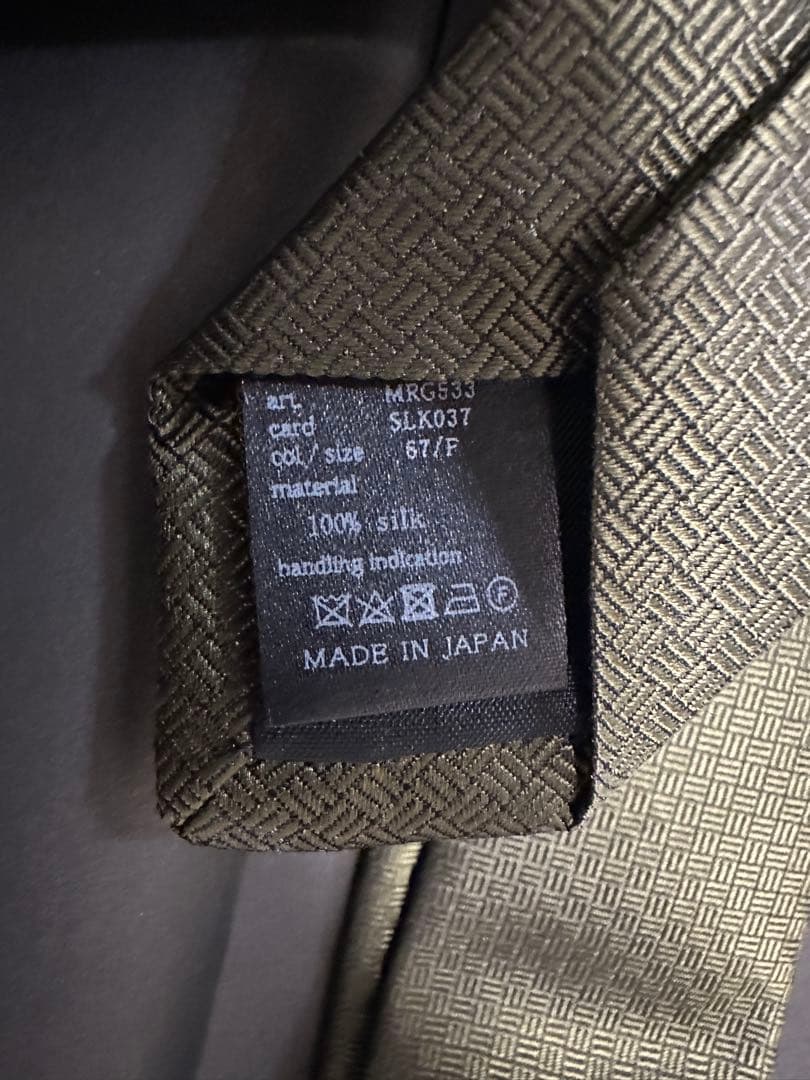 art. MRG533
card SLK037
col/size 67/F
material
100% silk
handling indication
F
MADE IN JAPAN